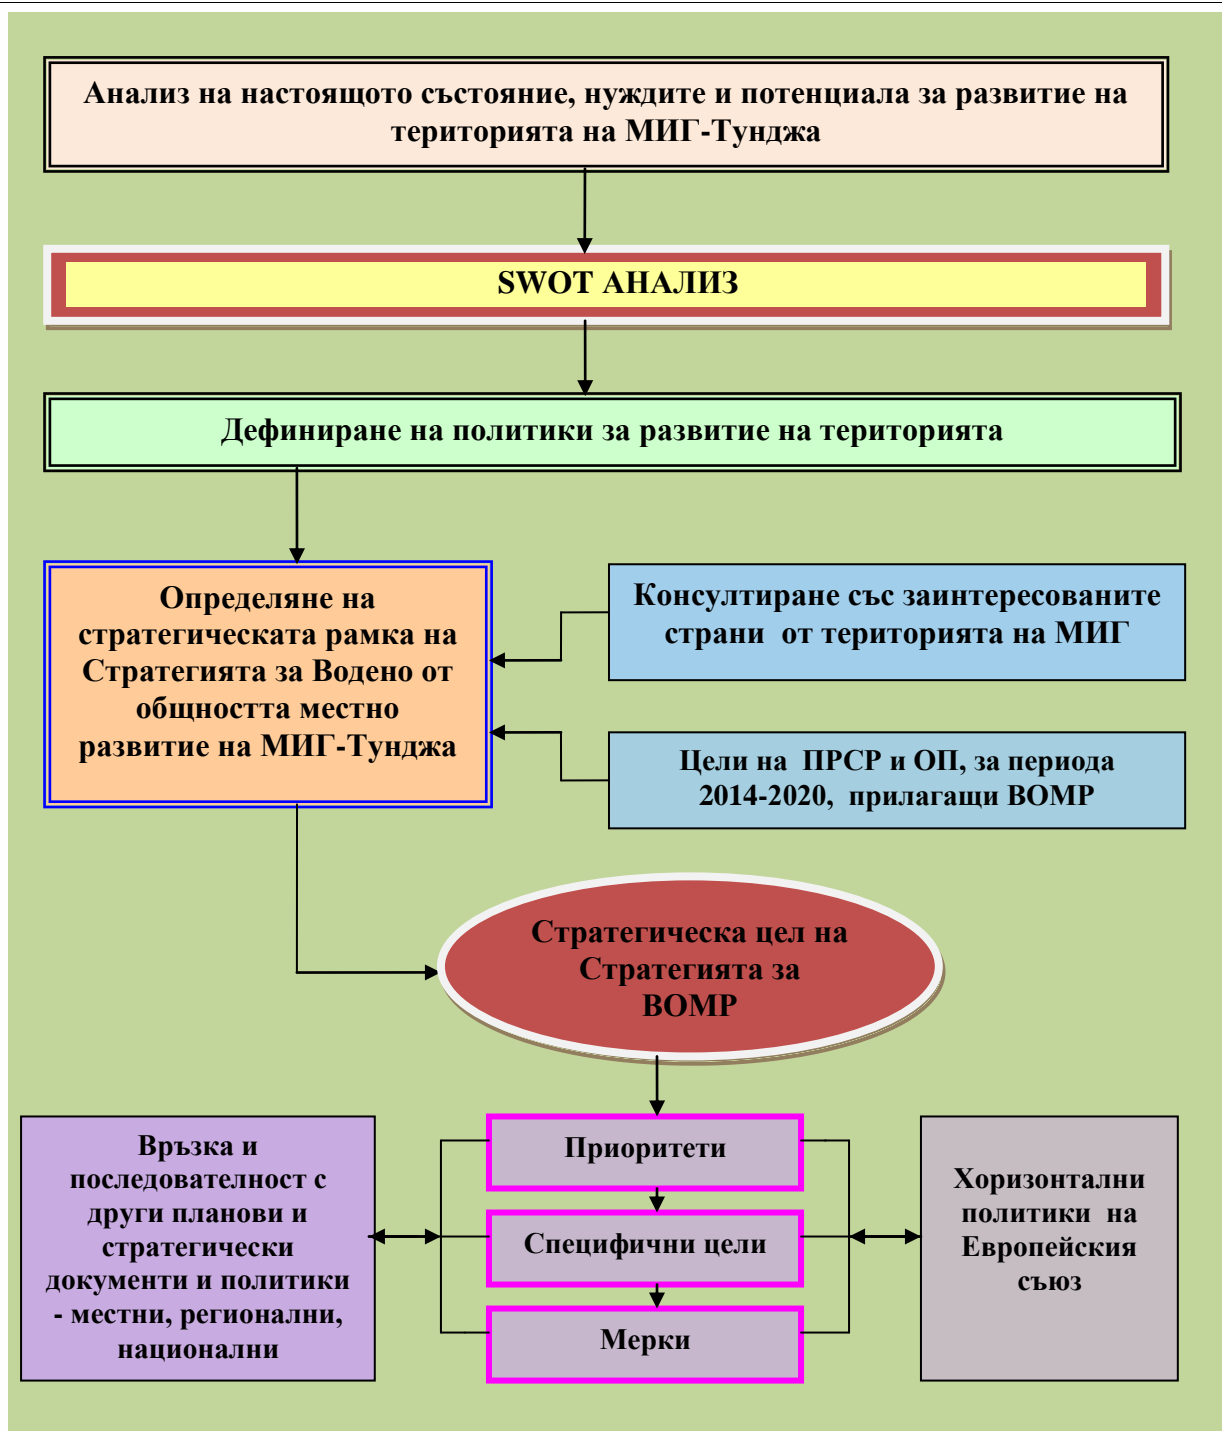 Анализ на настоящото състояние, нуждите и потенциала за развитие на
територията на МИГ-Тунджа
SWOT АНАЛИЗ
Дефиниране на политики за развитие на територията
Определяне на
стратегическата рамка на
Стратегията за Водено от
общността местно
развитие на МИГ-Тунджа
Консултиране със заинтересованите
страни от територията на МИГ
Цели на ПРСР и ОП, за периода
2014-2020, прилагащи ВОМР
Стратегическа цел на
Стратегията за
ВОМР
Връзка и
последователност с
други планови и
стратегически
документи и политики
- местни, регионални,
национални
Приоритети
Специфични цели
Мерки
Хоризонтални
политики на
Европейския
съюз